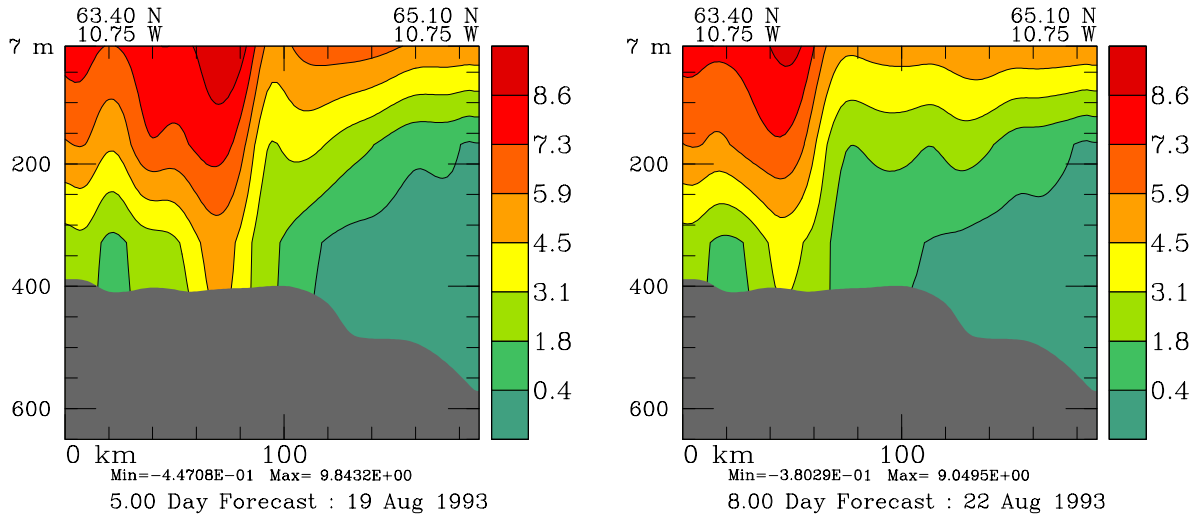 63.40 N 65.10 N
10.75 W 10.75 W
7 m
200
400
600
0 km 100
8.6
7.3
5.9
4.5
3.1
1.8
0.4
Min=-4.4708E-01 Max= 9.8432E+00
5.00 Day Forecast : 19 Aug 1993
63.40 N 65.10 N
10.75 W 10.75 W
7 m
200
400
600
0 km 100
8.6
7.3
5.9
4.5
3.1
1.8
0.4
Min=-3.8029E-01 Max= 9.0495E+00
8.00 Day Forecast : 22 Aug 1993